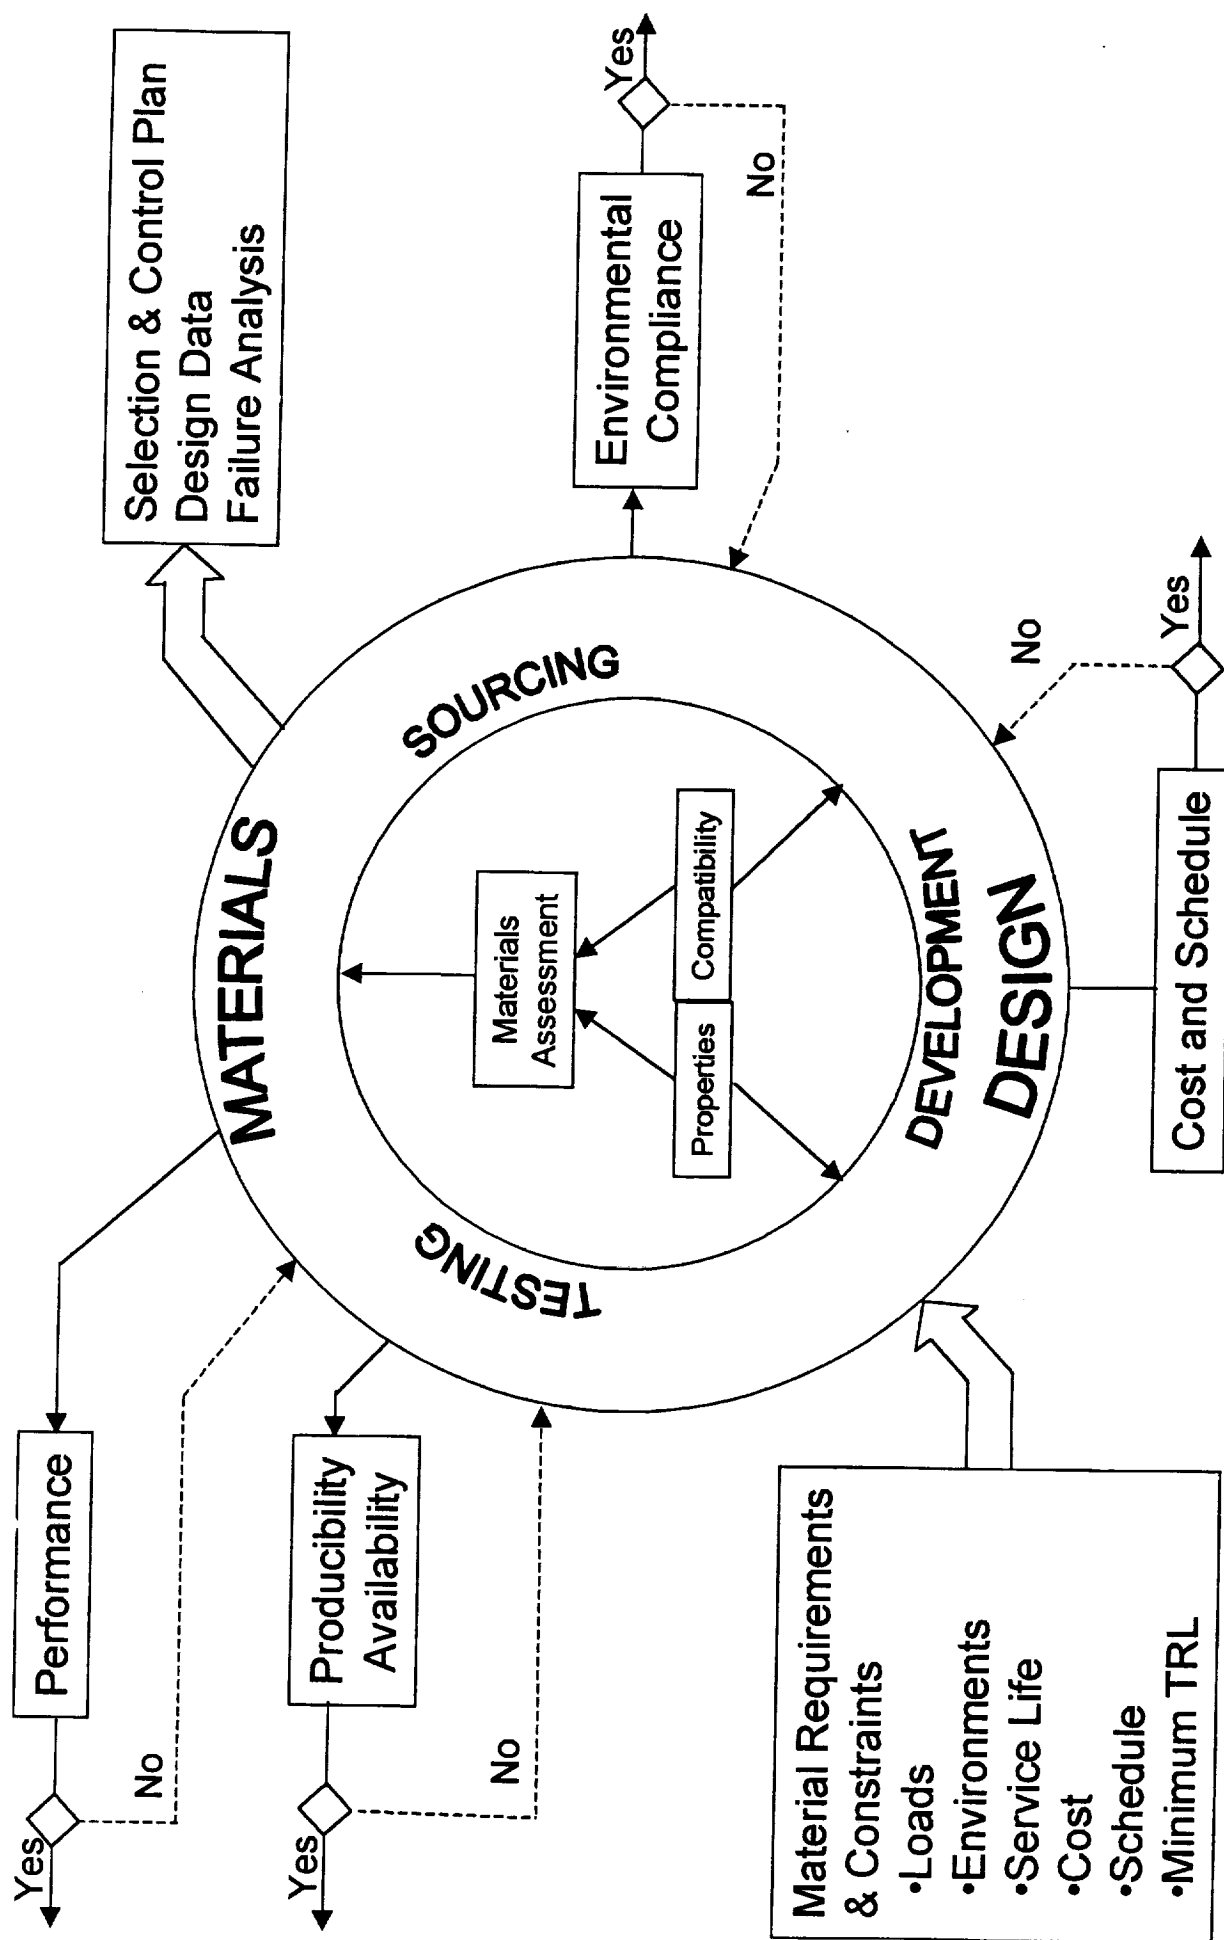 Yes
Performance
No
Yes
Producibility
Availability
No
MATERIALS
Selection & Control Plan
Design Data
Failure Analysis
TESTING
SOURCING
Materials
Assessment
Properties
Compatibility
DEVELOPMENT
DESIGN
Environmental
Compliance
Yes
No
Material Requirements
& Constraints
•Loads
•Environments
•Service Life
•Cost
•Schedule
•Minimum TRL
Cost and Schedule
No
Yes